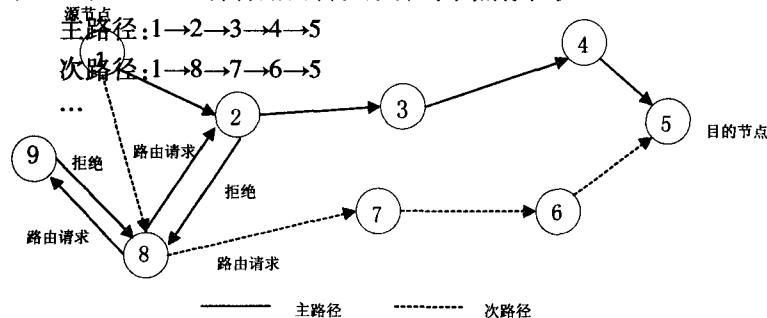 源节点
主路径:1→2→3→4→5
1
次路径:1→8→7→6→5
...
4
2
3
5
目的节点
9
拒绝
路由请求
拒绝
7
6
路由请求
8
路由请求
主路径
次路径